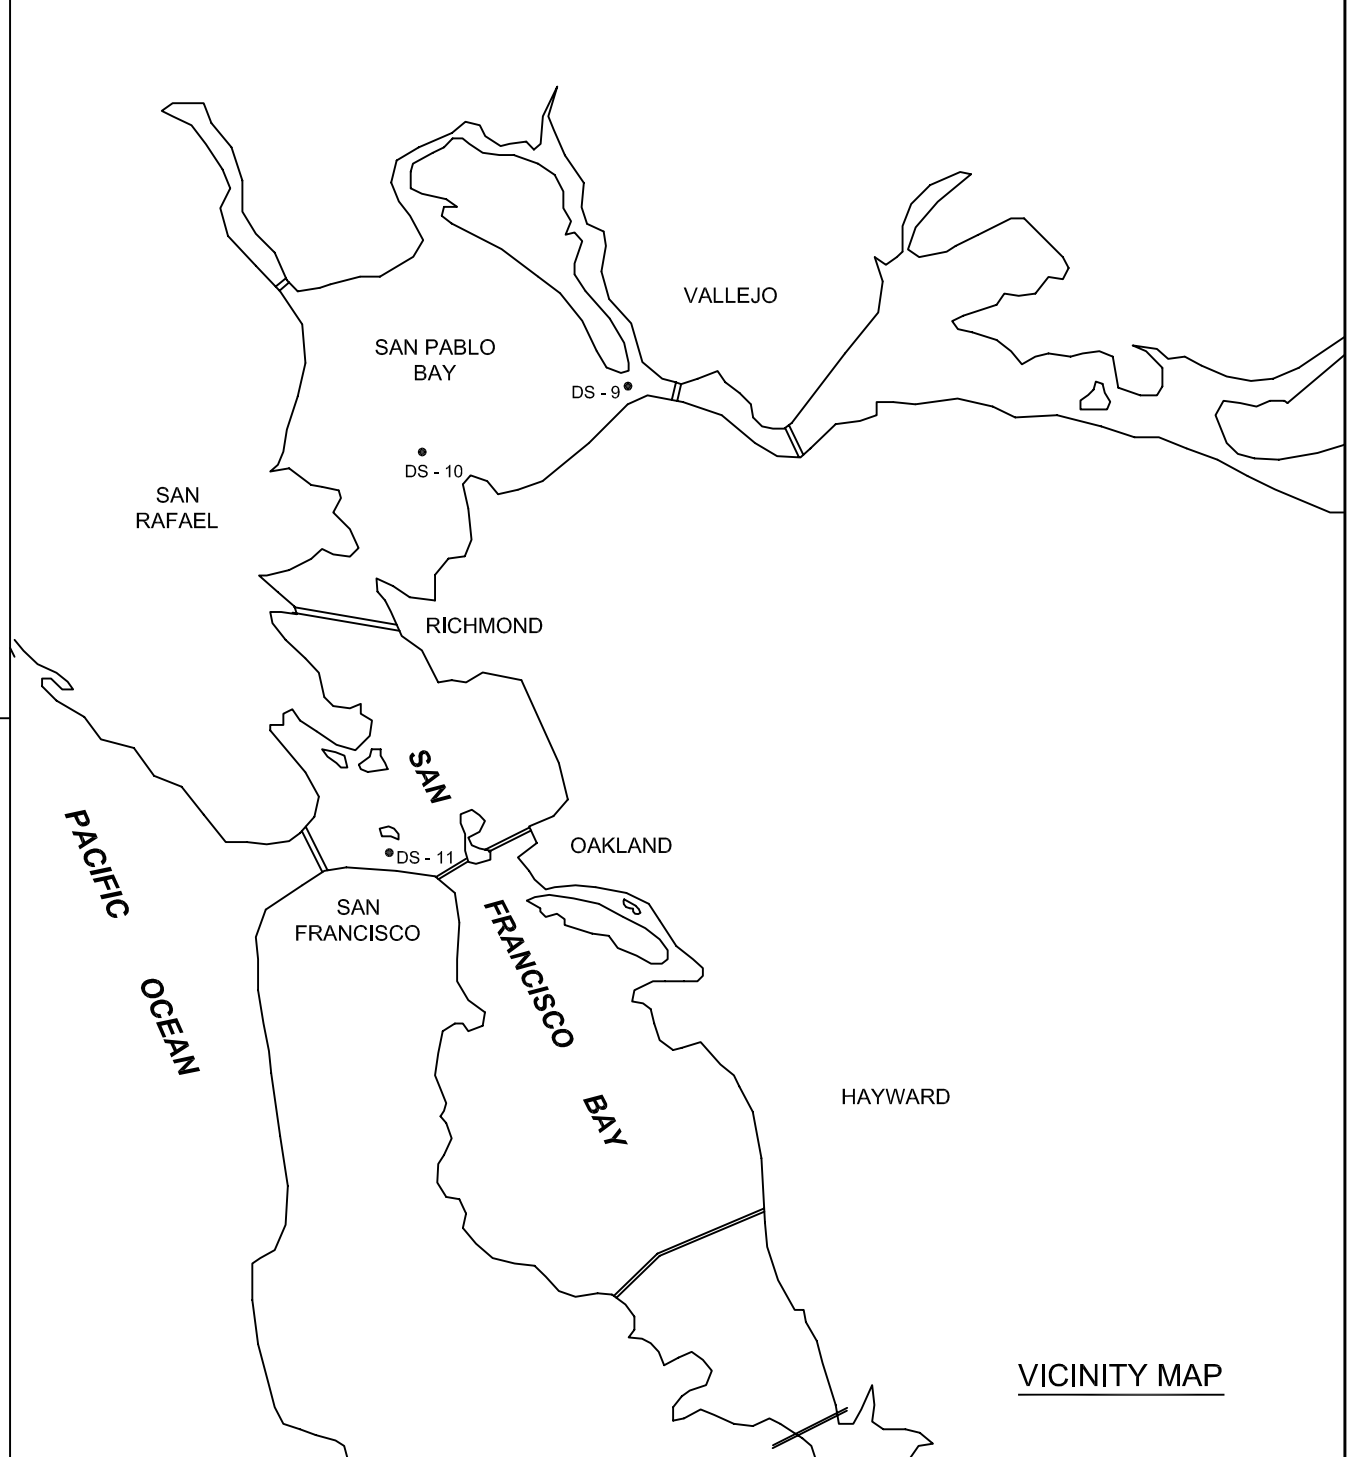 VALLEJO
SAN PABLO
BAY
DS - 9
DS - 10
SAN
RAFAEL
RICHMOND
SAN
PACIFIC
OAKLAND
DS - 11
SAN
FRANCISCO
FRANCISCO
OCEAN
HAYWARD
BAY
VICINITY MAP